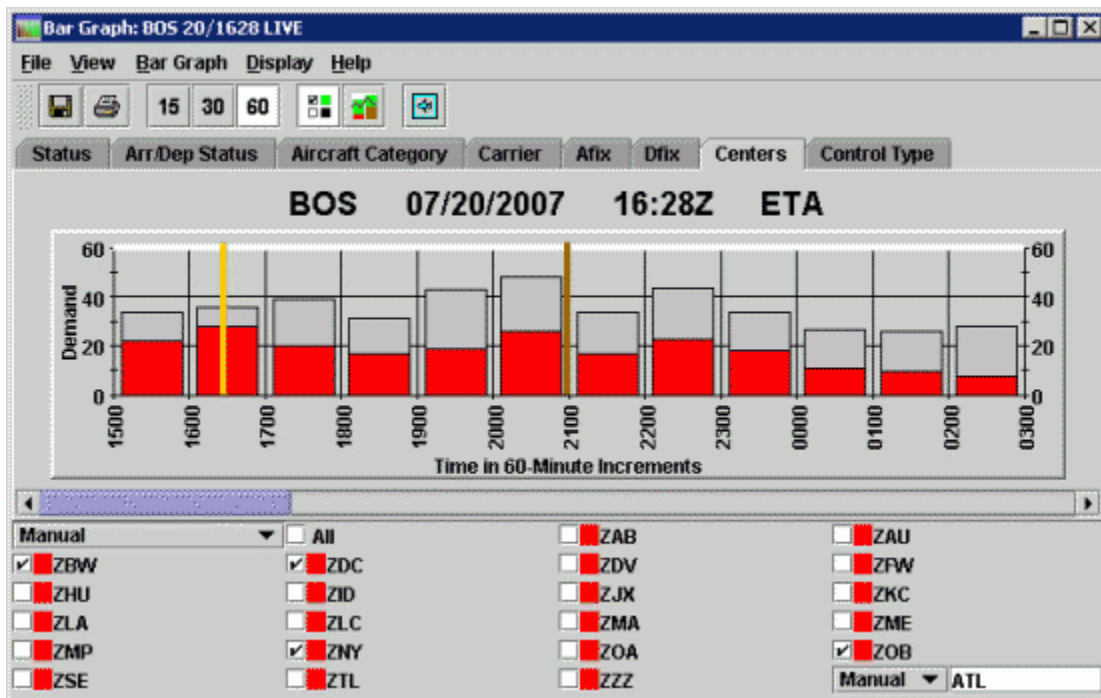 Bar Graph: BOS 20/1628 LIVE
File View Bar Graph Display Help
15 30 60
Status Arr/Dep Status Aircraft Category Carrier Afix Dfix Centers Control Type
BOS 07/20/2007 16:28Z ETA
60 60
40 40
20 20
0 0
Demand
1500 1600 1700 1800 1900 2000 2100 2200 2300 0000 0100 0200 0300
Time in 60-Minute Increments
Manual All ZAB ZAU
ZBW ZDC ZDV ZFW
ZHU ZID ZJX ZKC
ZLA ZLC ZMA ZME
ZMP ZNY ZOA ZOB
ZSE ZTL ZZZ Manual ATL